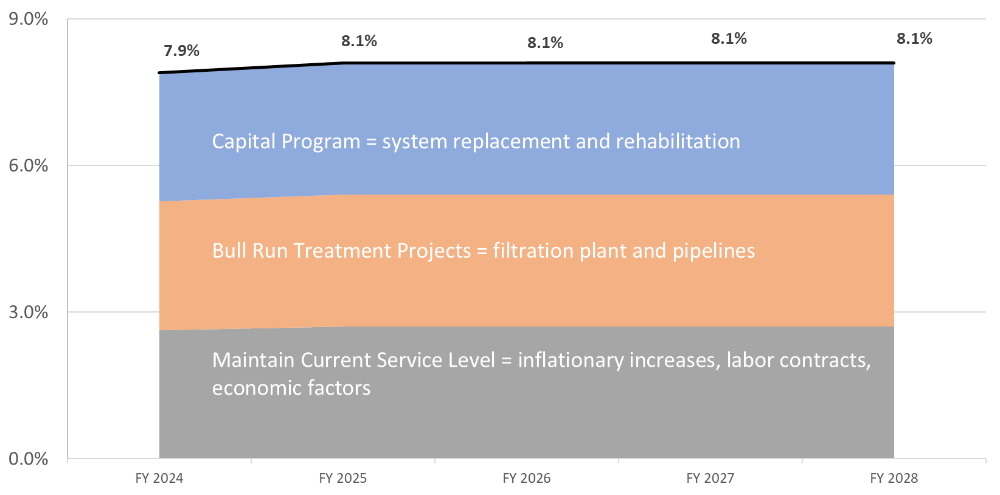 9.0%
7.9%
8.1%
8.1%
8.1%
8.1%
Capital Program = system replacement and rehabilitation
6.0%
Bull Run Treatment Projects = filtration plant and pipelines
3.0%
Maintain Current Service Level = inflationary increases, labor contracts,
economic factors
0.0%
FY 2024
FY 2025
FY 2026
FY 2027
FY 2028